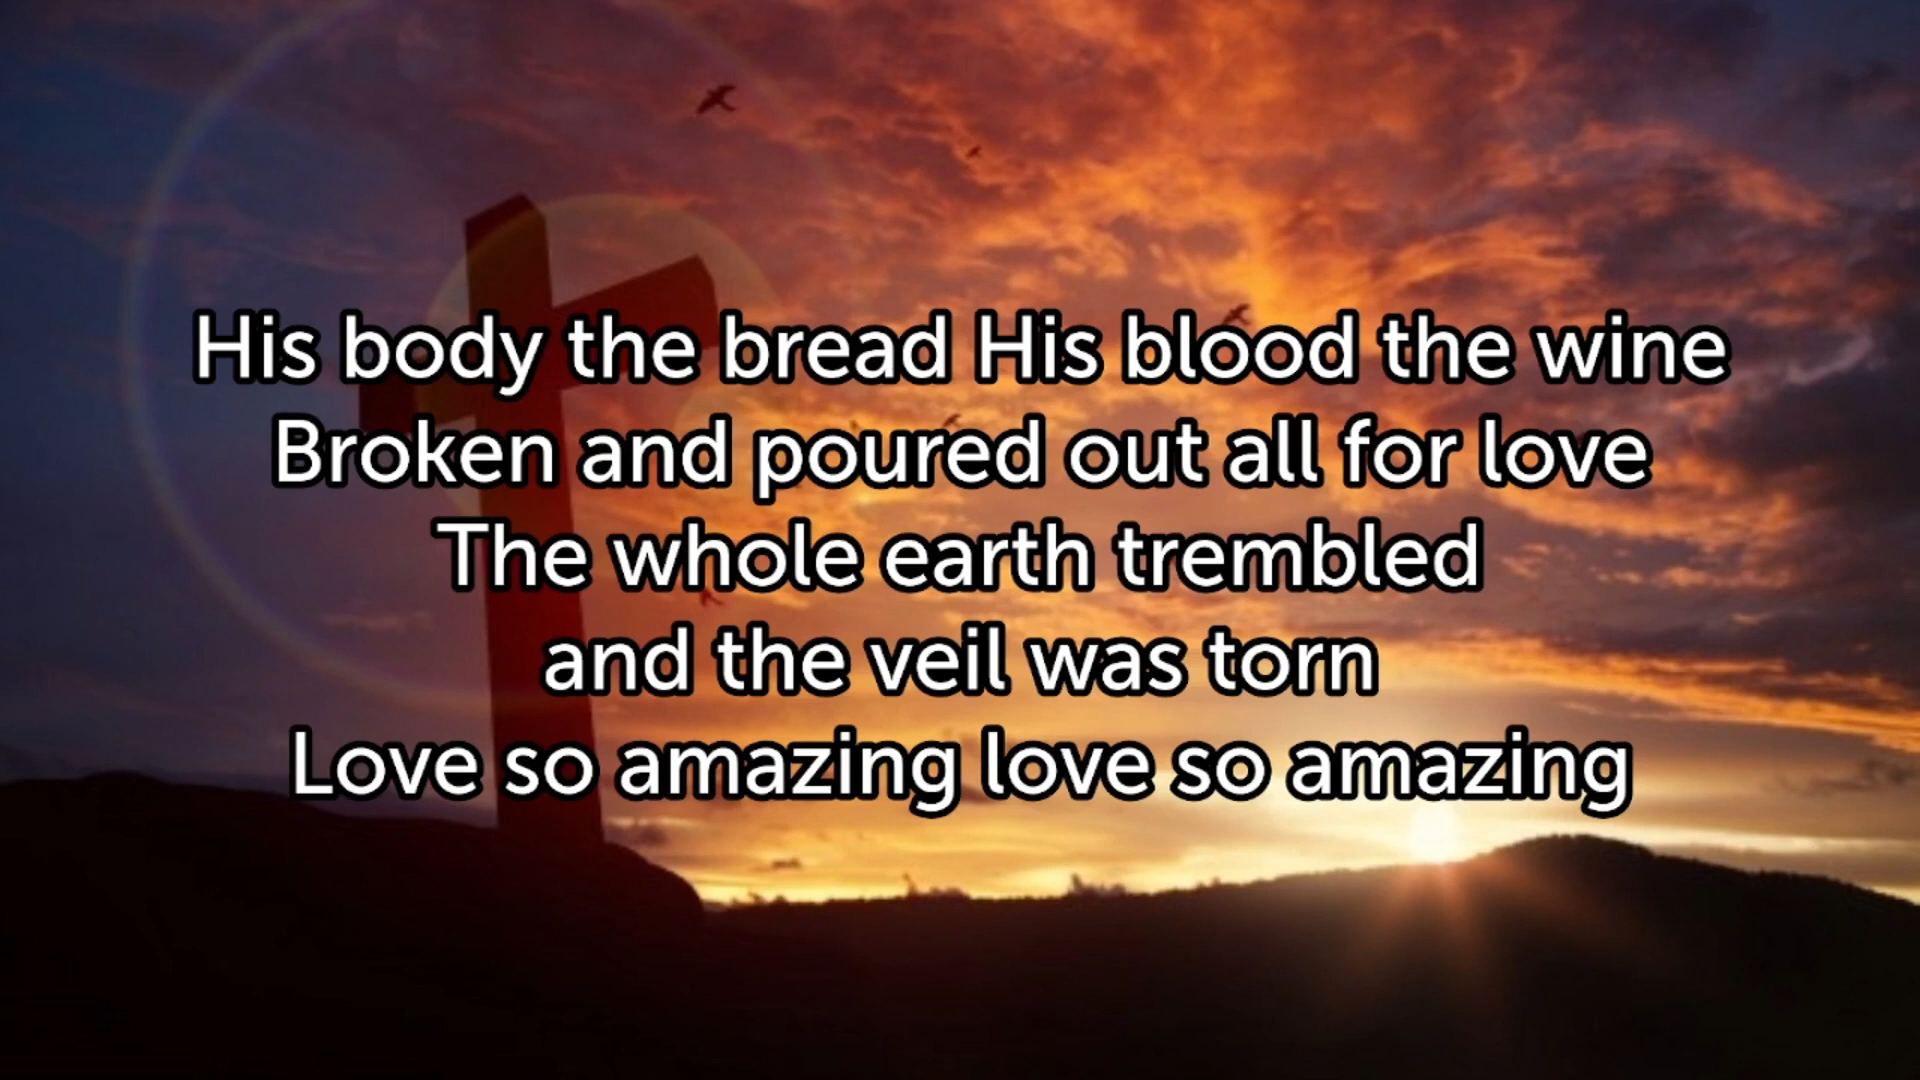 His body the bread His blood the wine
Broken and poured out all for love
The whole earth trembled
and the veil was torn
Love so amazing love so amazing